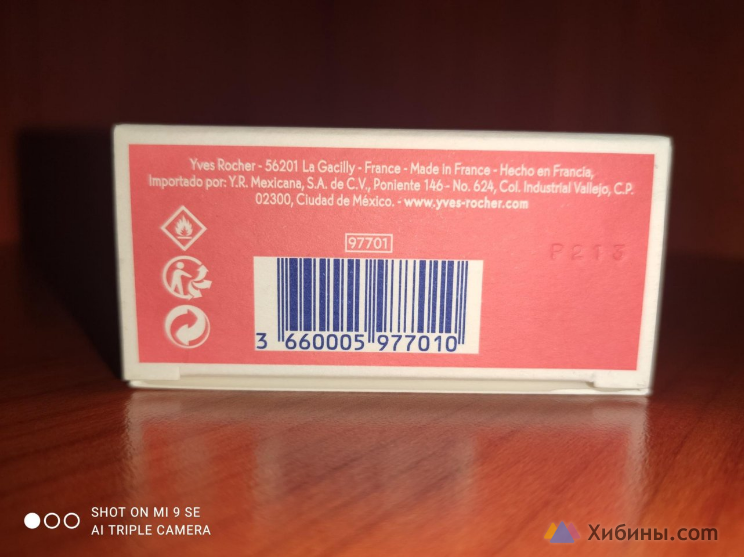 Yves Rocher - 56201 La Gacilly - France - Made in France - Hecho en Francia,
Importado por: Y.R. Mexicana, S.A. de C.V., Poniente 146 - No. 624, Col. Industrial Vallejo, C.P.
02300, Ciudad de México. - www.yves-rocher.com
97701
P213
3 660005 977010
SHOT ON MI 9 SE
AI TRIPLE CAMERA
Хибины.com